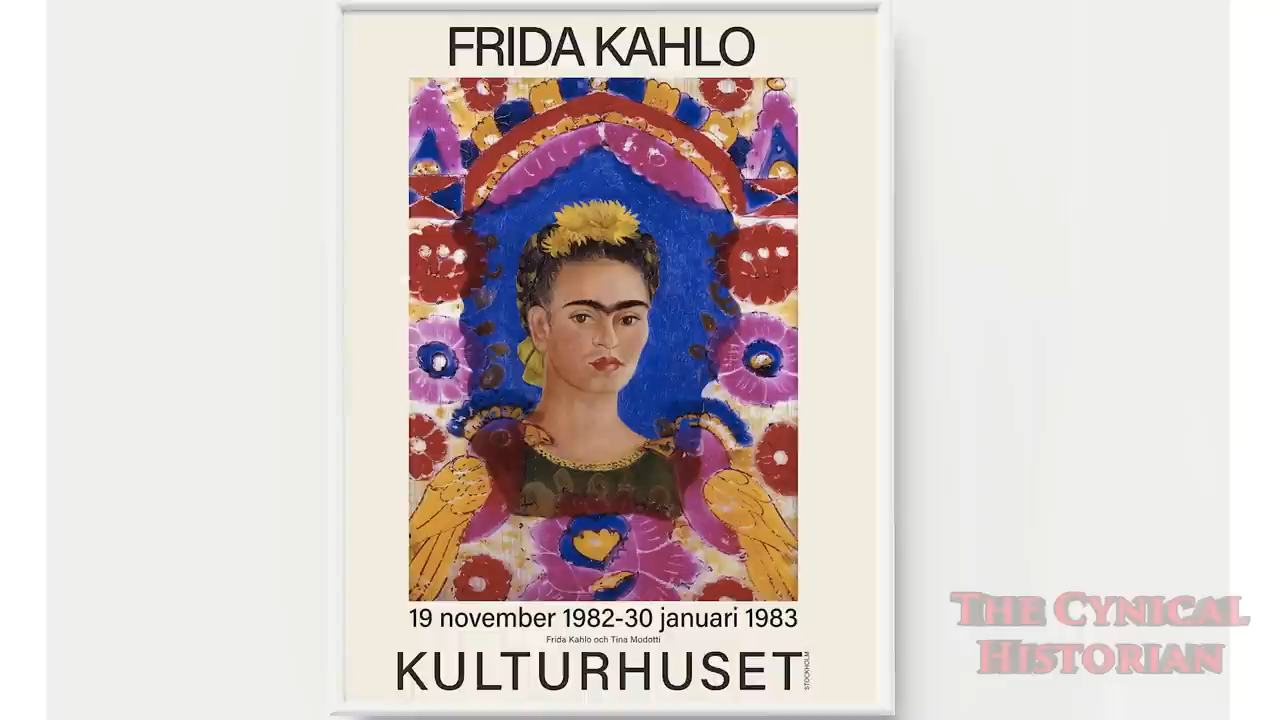 FRIDA KAHLO
19 november 1982-30 januari 1983
Frida Kahlo och Tina Modotti
KULTURHUSET
STOCKHOLM
THE CYNICAL
HISTORIAN